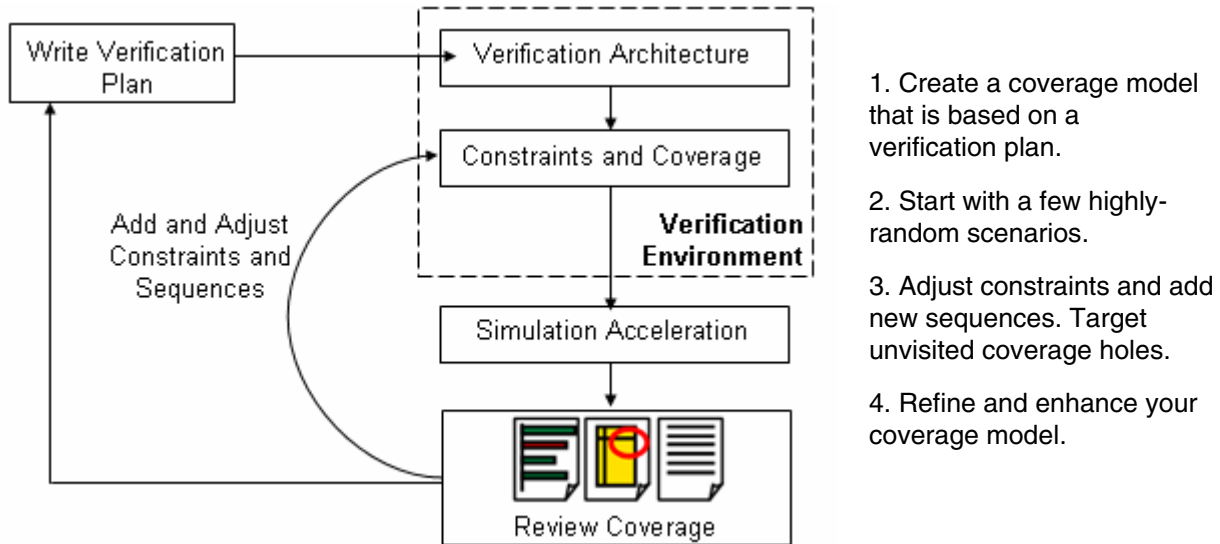 Write Verification
Plan
Verification Architecture
Constraints and Coverage
Verification
Environment
Add and Adjust
Constraints and
Sequences
Simulation Acceleration
Review Coverage
1. Create a coverage model
that is based on a
verification plan.
2. Start with a few highly-
random scenarios.
3. Adjust constraints and add
new sequences. Target
unvisited coverage holes.
4. Refine and enhance your
coverage model.